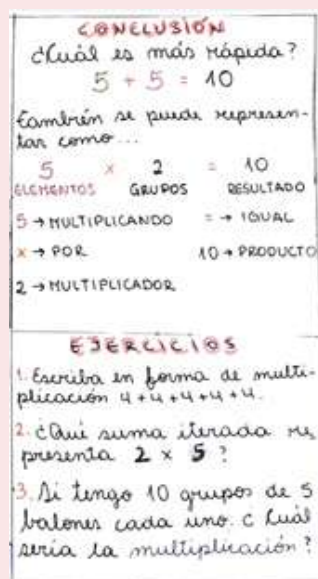 CONCLUSIÓN
¿Cuál es más rápida?
5 + 5 = 10
También se puede represen-
tar como...
5 x 2 = 10
ELEMENTOS GRUPOS RESULTADO
5 → MULTIPLICANDO = → IGUAL
x → POR 10 → PRODUCTO
2 → MULTIPLICADOR
EJERCICIOS
1. Escriba en forma de multi-
plicación 4+4+4+4+4.
2. ¿Qué suma iterada re
presenta 2 x 5 ?
3. Si tengo 10 grupos de 5
balones cada uno. ¿ Cuál
sería la multiplicación ?